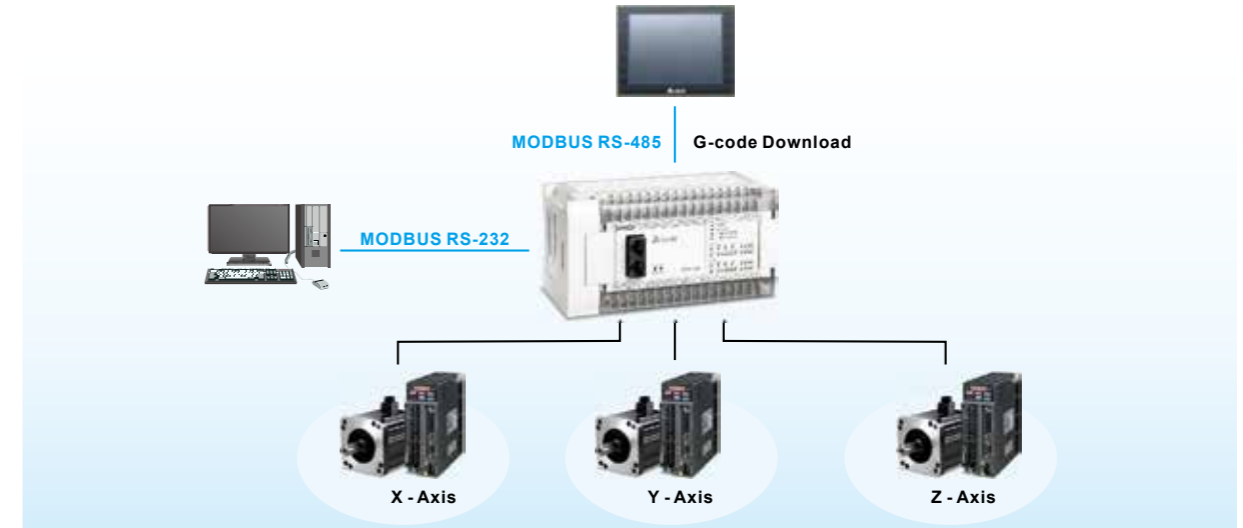 MODBUS RS-485
G-code Download
MODBUS RS-232
X - Axis
Y - Axis
Z - Axis